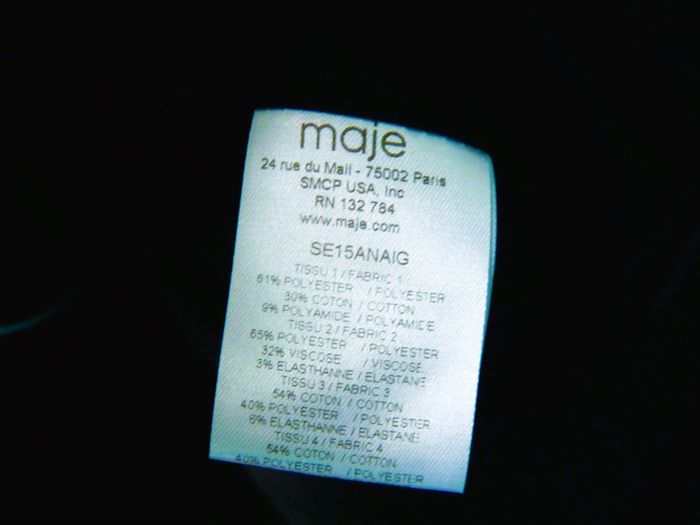 maje
24 rue du Mail - 75002 Paris
SMCP USA, Inc
RN 132 784
www.maje.com
SE15ANAIG
TISSU 1 / FABRIC 1
61% POLYESTER / POLYESTER
30% COTON / COTTON
9% POLYAMIDE / POLYAMIDE
TISSU 2 / FABRIC 2
65% POLYESTER / POLYESTER
32% VISCOSE / VISCOSE
3% ELASTHANNE / ELASTANE
TISSU 3 / FABRIC 3
54% COTON / COTTON
40% POLYESTER / POLYESTER
6% ELASTHANNE / ELASTANE
TISSU 4 / FABRIC 4
54% COTON / COTTON
40% POLYESTER / POLYESTER